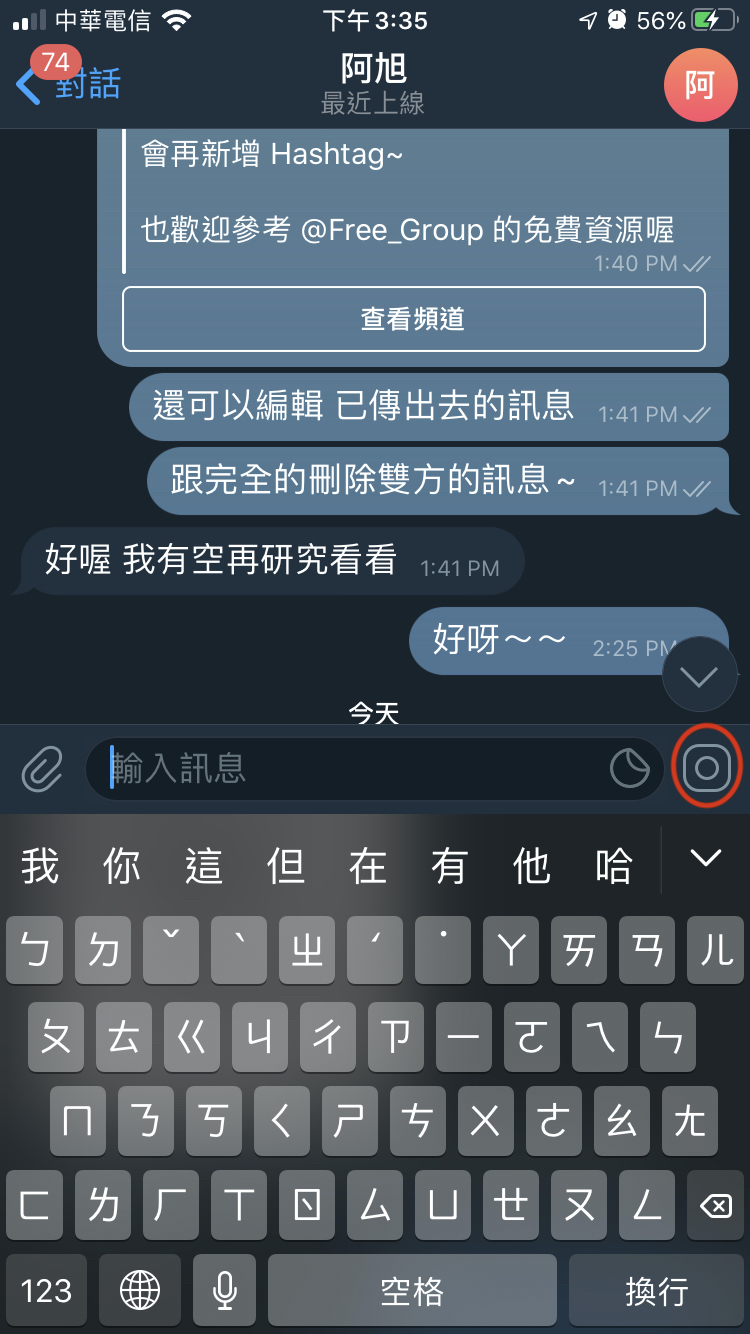 中華電信 下午3:35 56%
74
對話 阿旭 阿
最近上線
會再新增 Hashtag~
也歡迎參考 @Free_Group 的免費資源喔
1:40 PM
查看頻道
還可以編輯 已傳出去的訊息 1:41 PM
跟完全的刪除雙方的訊息~ 1:41 PM
好喔 我有空再研究看看 1:41 PM
好呀～～ 2:25 PM
今天
輸入訊息
我 你 這 但 在 有 他 哈
ㄅ ㄉ ˇ ˋ ㄓ ˊ ˙ ㄚ ㄞ ㄢ ㄦ
ㄆ ㄊ ㄍ ㄐ ㄔ ㄗ ㄧ ㄛ ㄟ ㄣ
ㄇ ㄋ ㄎ ㄑ ㄕ ㄘ ㄨ ㄜ ㄠ ㄤ
ㄈ ㄌ ㄏ ㄒ ㄖ ㄙ ㄩ ㄝ ㄡ ㄥ
123 空格 換行